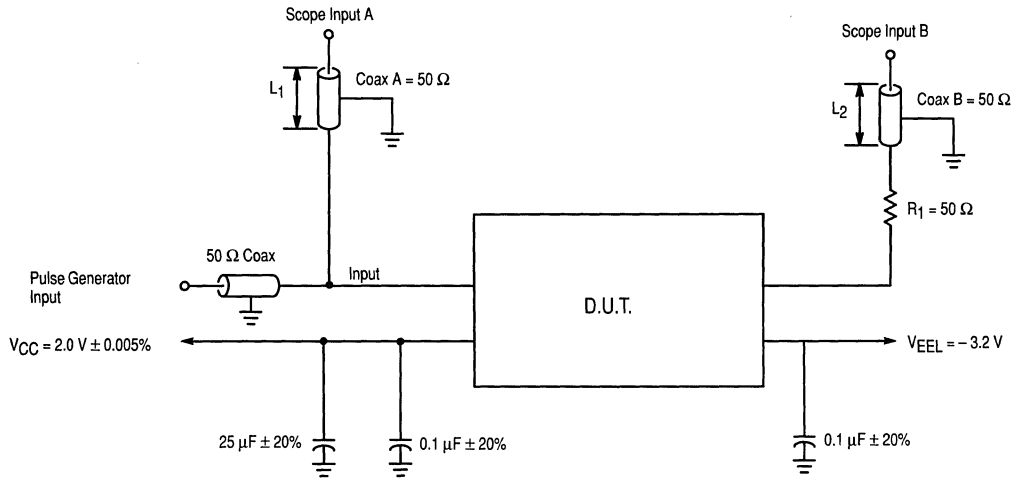 Scope Input A
Scope Input B
L1
Coax A = 50 Ω
L2
Coax B = 50 Ω
R1 = 50 Ω
50 Ω Coax
Pulse Generator
Input
Input
D.U.T.
VCC = 2.0 V ± 0.005%
VEEL = – 3.2 V
25 µF ± 20%
0.1 µF ± 20%
0.1 µF ± 20%